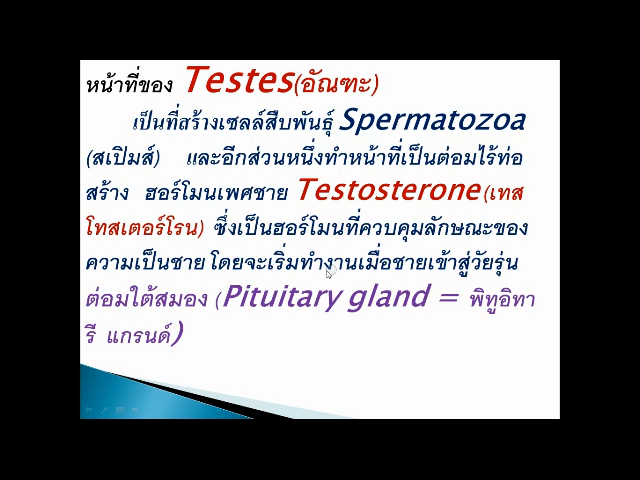 หน้าที่ของ Testes(อัณฑะ)
เป็นที่สร้างเซลล์สืบพันธุ์ Spermatozoa
(สเปิมส์) และอีกส่วนหนึ่งทำหน้าที่เป็นต่อมไร้ท่อ
สร้าง ฮอร์โมนเพศชาย Testosterone(เทส
โทสเตอร์โรน) ซึ่งเป็นฮอร์โมนที่ควบคุมลักษณะของ
ความเป็นชาย โดยจะเริ่มทำงานเมื่อชายเข้าสู่วัยรุ่น
ต่อมใต้สมอง (Pituitary gland = พิทูอิทา
รี แกรนด์)